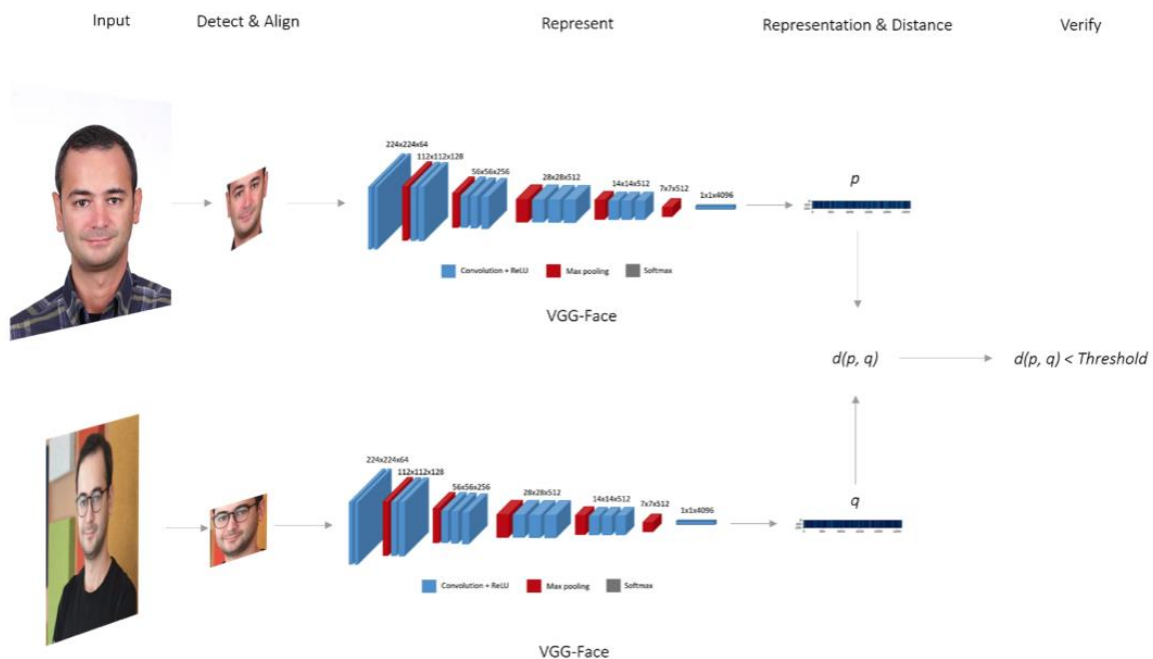 Input
Detect & Align
Represent
Representation & Distance
Verify
224x224x64
112x112x128
56x56x256
28x28x512
14x14x512
7x7x512
1x1x4096
p
Convolution + ReLU
Max pooling
Softmax
VGG-Face
d(p, q)
d(p, q) < Threshold
224x224x64
112x112x128
56x56x256
28x28x512
14x14x512
7x7x512
1x1x4096
q
Convolution + ReLU
Max pooling
Softmax
VGG-Face